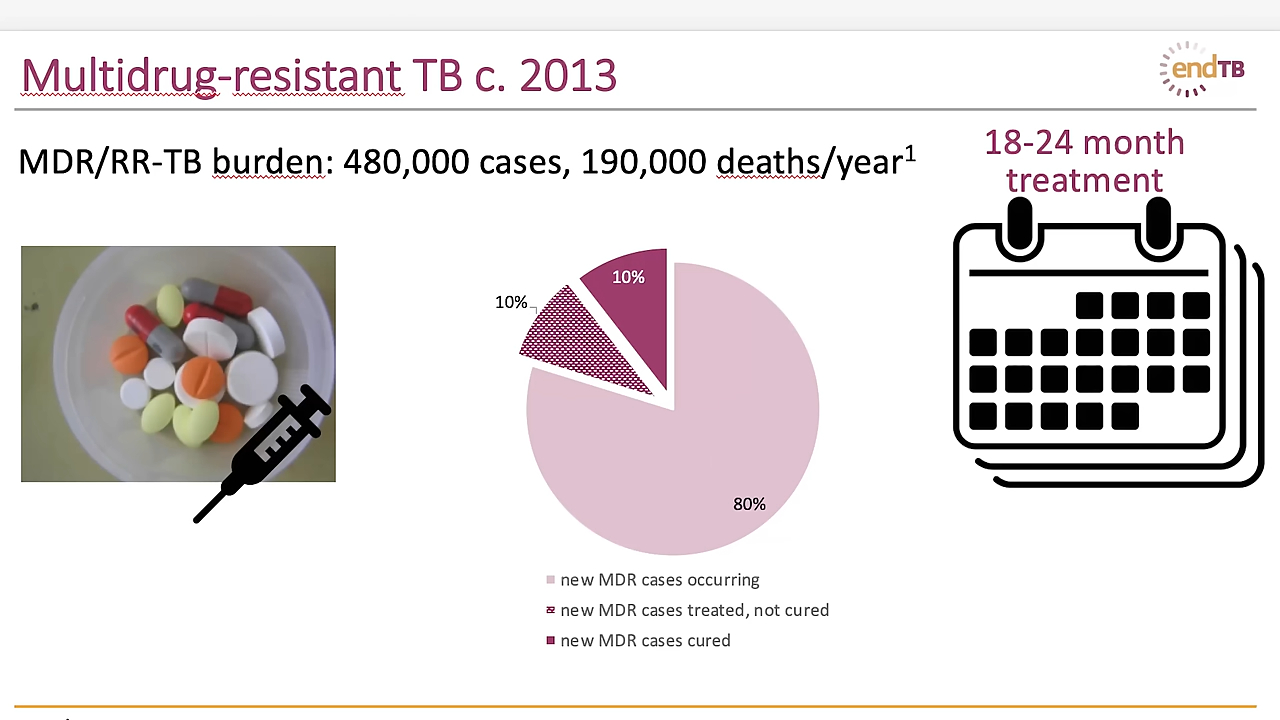 Multidrug-resistant TB c. 2013
endTB
MDR/RR-TB burden: 480,000 cases, 190,000 deaths/year1
18-24 month
treatment
10%
10%
80%
new MDR cases occurring
new MDR cases treated, not cured
new MDR cases cured